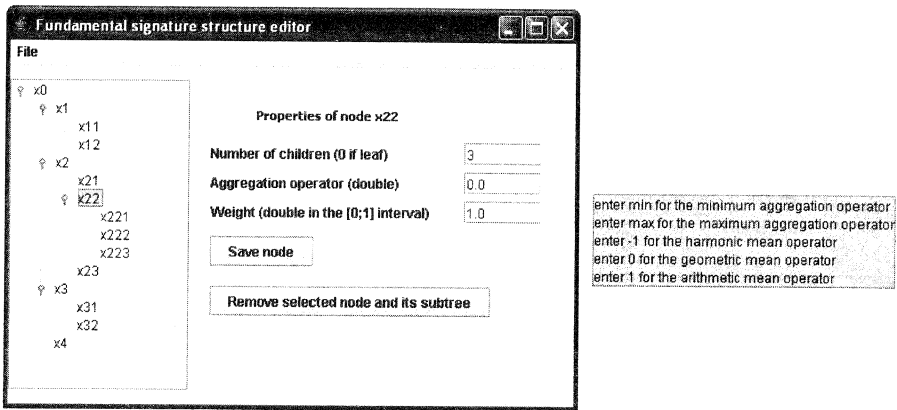 Fundamental signature structure editor
File
x0
x1
x11
x12
x2
x21
x22
x221
x222
x223
x23
x3
x31
x32
x4
Properties of node x22
Number of children (0 if leaf) 3
Aggregation operator (double) 0.0
Weight (double in the [0;1] interval) 1.0
Save node
Remove selected node and its subtree
enter min for the minimum aggregation operator
enter max for the maximum aggregation operator
enter -1 for the harmonic mean operator
enter 0 for the geometric mean operator
enter 1 for the arithmetic mean operator